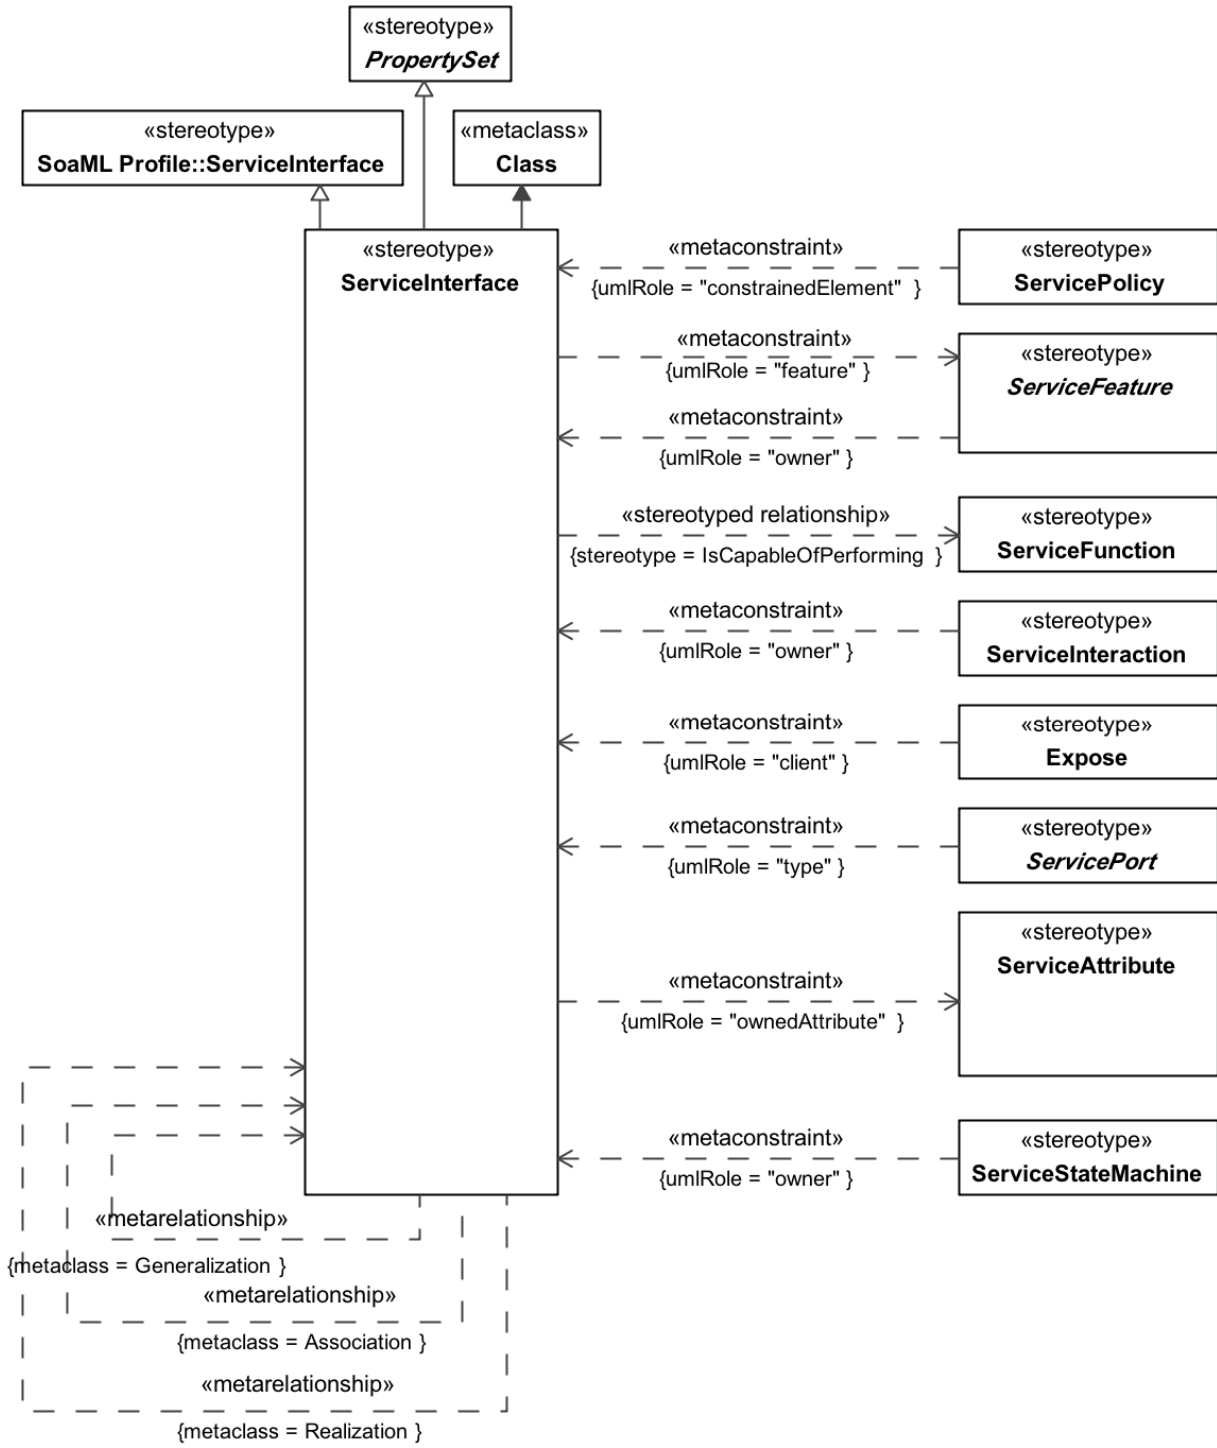 «stereotype»
PropertySet
«stereotype»
SoaML Profile::ServiceInterface
«metaclass»
Class
«stereotype»
ServiceInterface
«metaconstraint»
{umlRole = "constrainedElement" }
«stereotype»
ServicePolicy
«metaconstraint»
{umlRole = "feature" }
«stereotype»
ServiceFeature
«metaconstraint»
{umlRole = "owner" }
«stereotyped relationship»
{stereotype = IsCapableOfPerforming }
«stereotype»
ServiceFunction
«metaconstraint»
{umlRole = "owner" }
«stereotype»
ServiceInteraction
«metaconstraint»
{umlRole = "client" }
«stereotype»
Expose
«metaconstraint»
{umlRole = "type" }
«stereotype»
ServicePort
«metaconstraint»
{umlRole = "ownedAttribute" }
«stereotype»
ServiceAttribute
«metaconstraint»
{umlRole = "owner" }
«stereotype»
ServiceStateMachine
«metarelationship»
{metaclass = Generalization }
«metarelationship»
{metaclass = Association }
«metarelationship»
{metaclass = Realization }